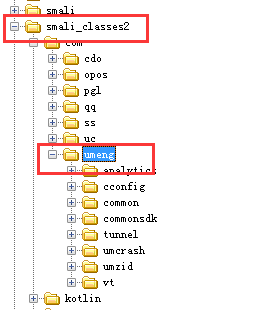 smali
smali_classes2
com
cdo
opos
pgl
qq
ss
uc
umeng
analytics
cconfig
common
commonsdk
tunnel
umcrash
umzid
vt
kotlin